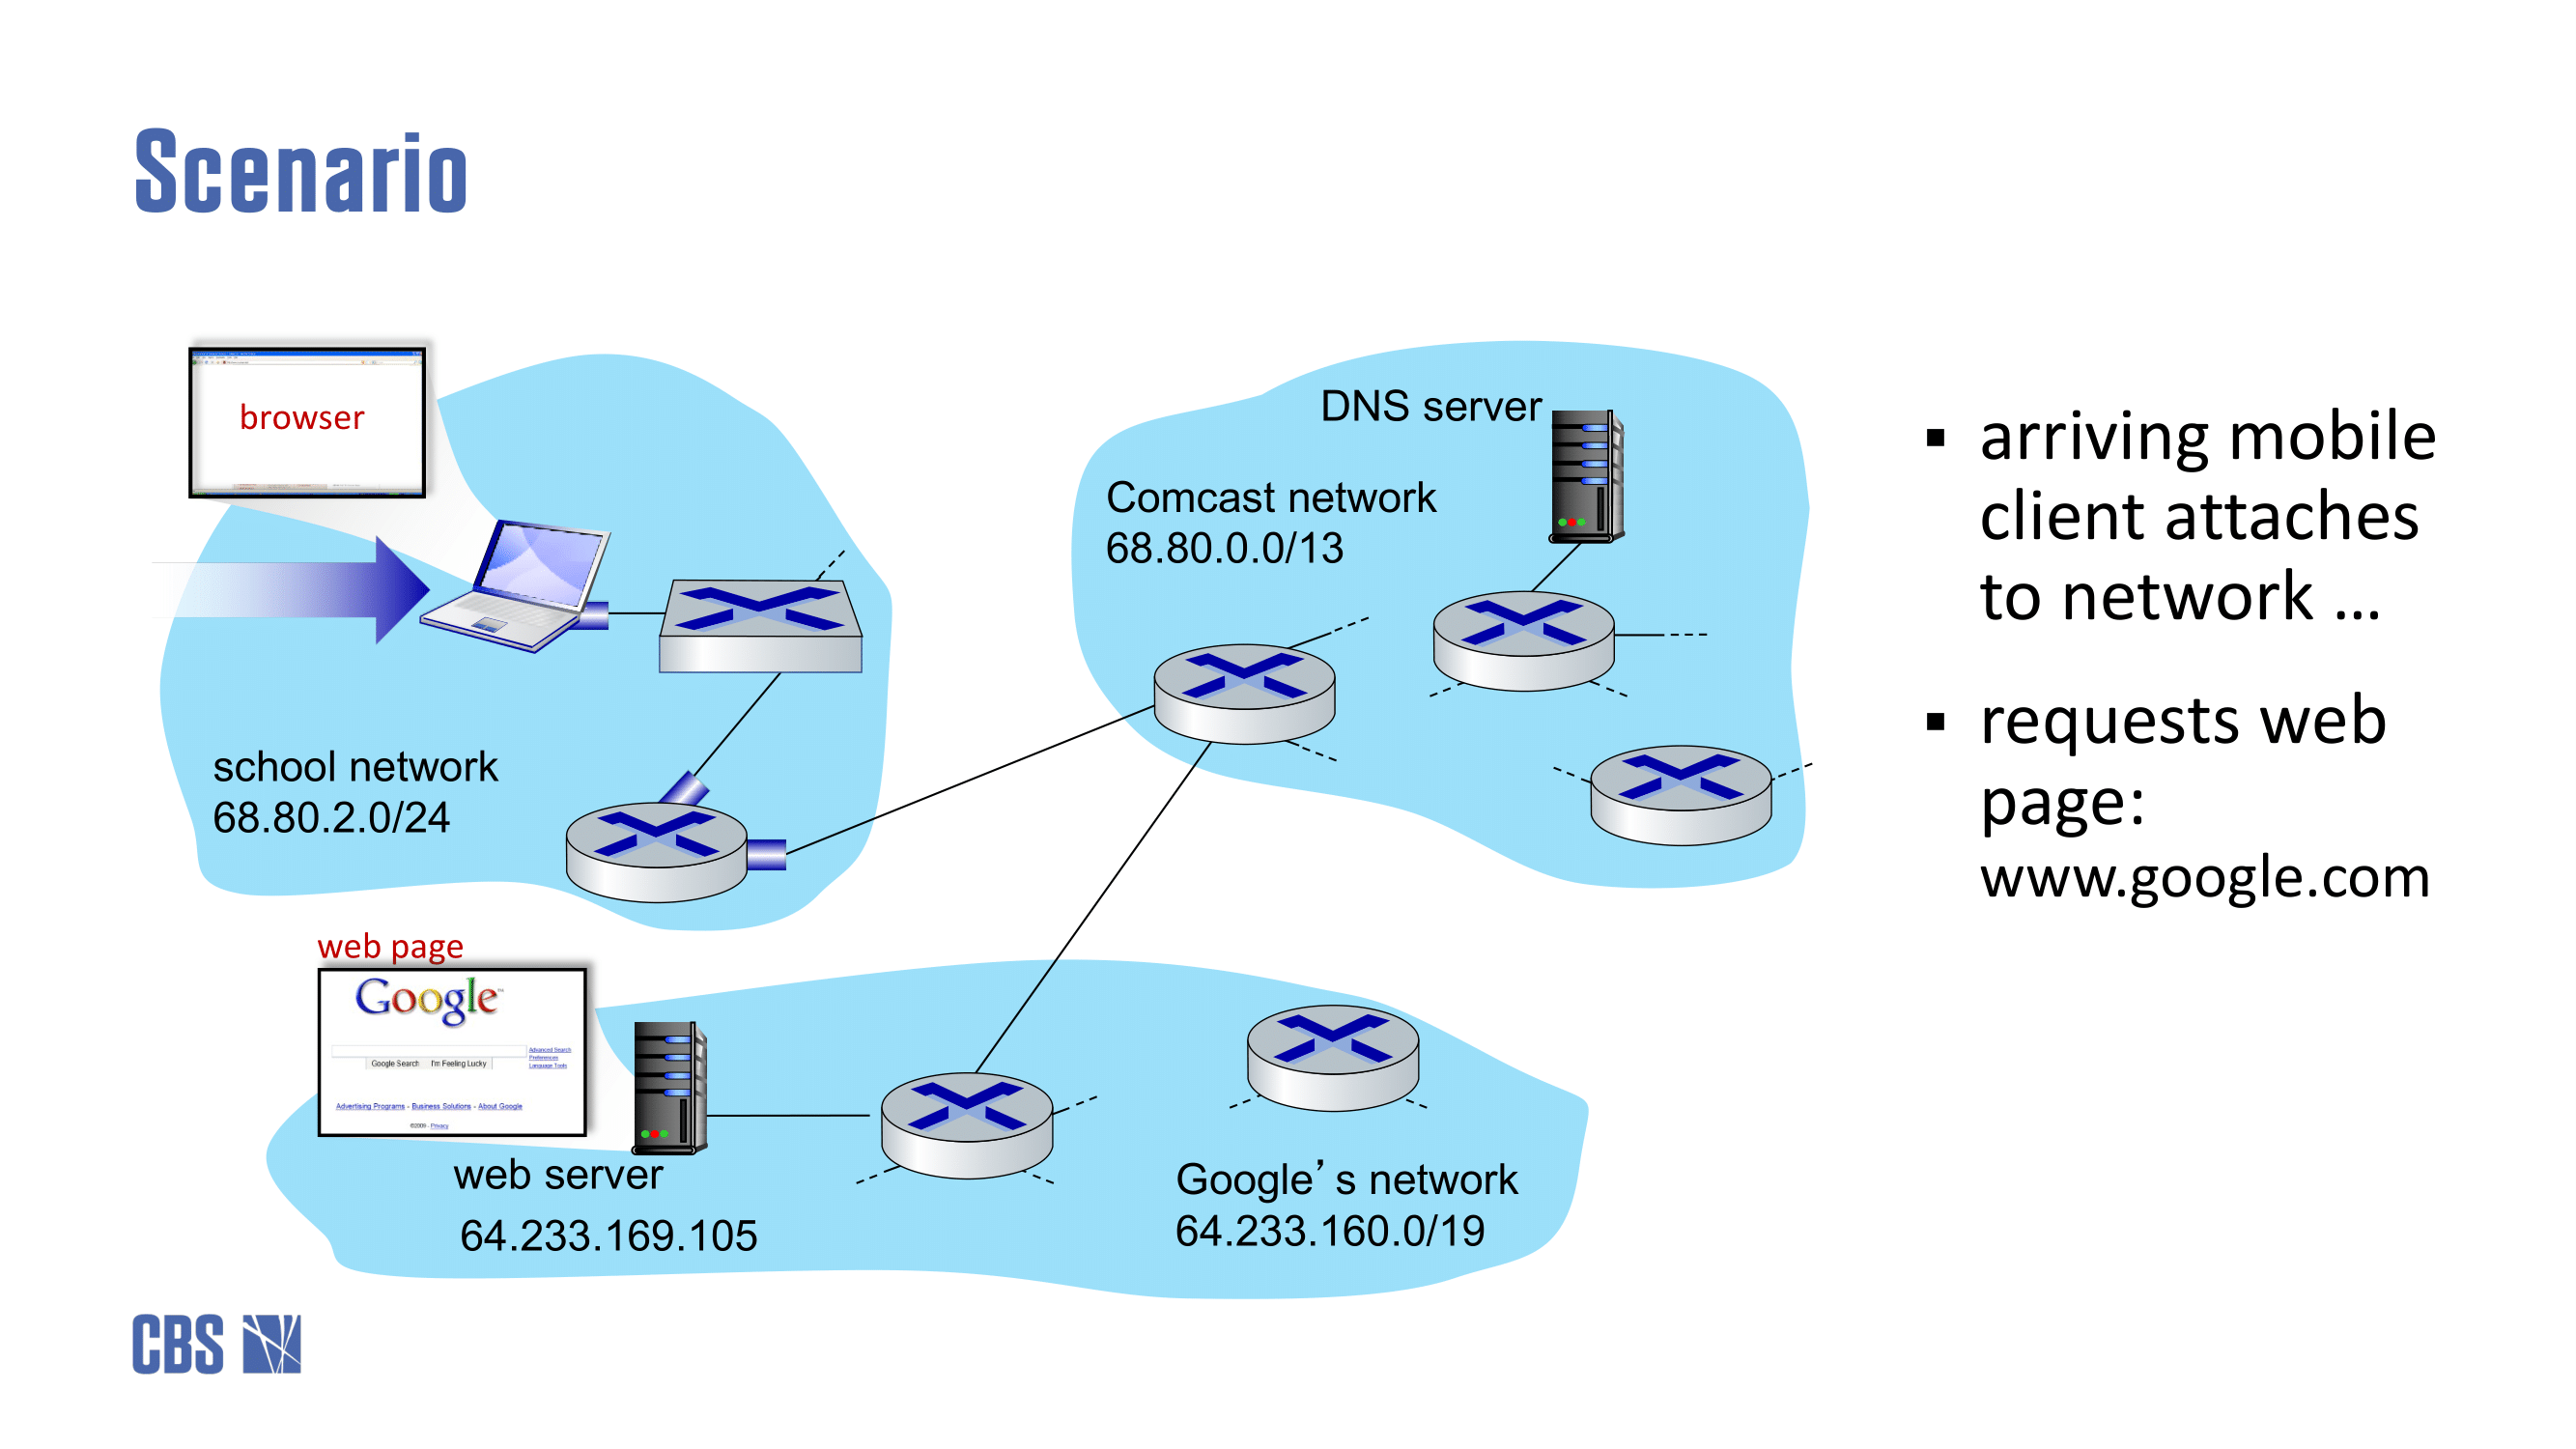 Scenario
browser
school network
68.80.2.0/24
DNS server
Comcast network
68.80.0.0/13
web page
Google
Advanced Search
Preferences
Language Tools
Google Search I'm Feeling Lucky
Advertising Programs - Business Solutions - About Google
©2009 - Privacy
web server
64.233.169.105
Google’s network
64.233.160.0/19
▪ arriving mobile
client attaches
to network …
▪ requests web
page:
www.google.com
CBS